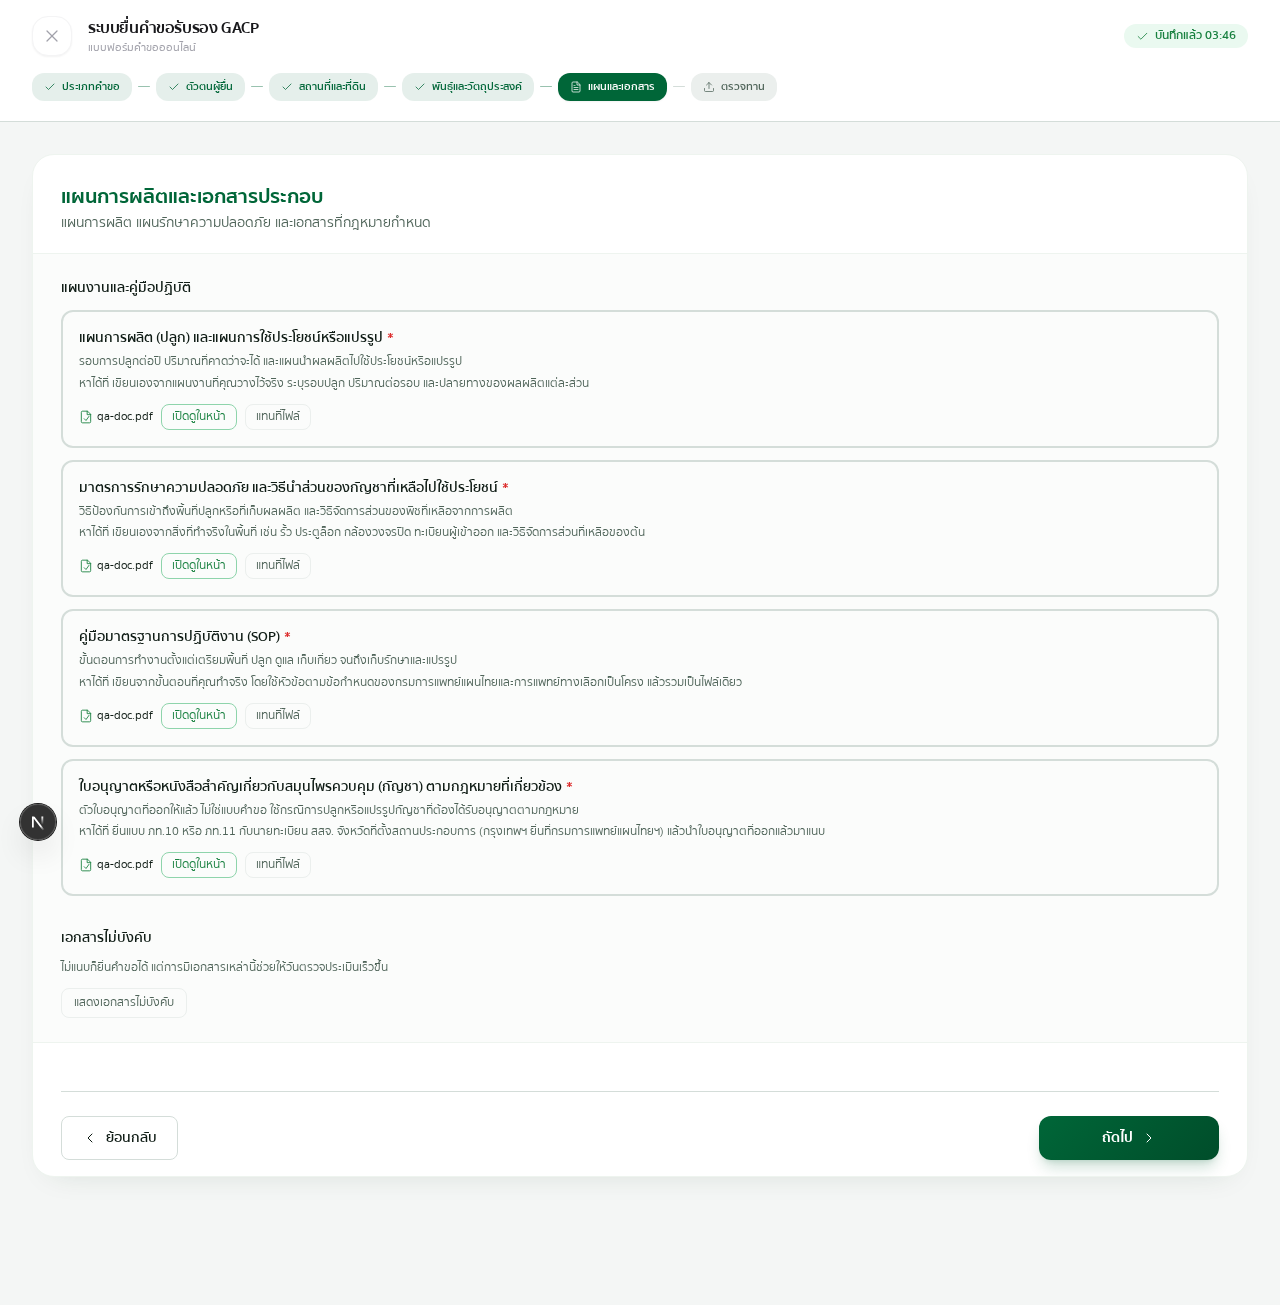 ระบบยื่นคำขอรับรอง GACP
แบบฟอร์มคำขอออนไลน์
บันทึกแล้ว 03:46
ประเภทคำขอ
ตัวตนผู้ยื่น
สถานที่และที่ดิน
พันธุ์และวัตถุประสงค์
แผนและเอกสาร
ตรวจทาน
แผนการผลิตและเอกสารประกอบ
แผนการผลิต แผนรักษาความปลอดภัย และเอกสารที่กฎหมายกำหนด
แผนงานและคู่มือปฏิบัติ
แผนการผลิต (ปลูก) และแผนการใช้ประโยชน์หรือแปรรูป *
รอบการปลูกต่อปี ปริมาณที่คาดว่าจะได้ และแผนนำผลผลิตไปใช้ประโยชน์หรือแปรรูป
หาได้ที่ เขียนเองจากแผนงานที่คุณวางไว้จริง ระบุรอบปลูก ปริมาณต่อรอบ และปลายทางของผลผลิตแต่ละส่วน
qa-doc.pdf เปิดดูในหน้า แทนที่ไฟล์
มาตรการรักษาความปลอดภัย และวิธีนำส่วนของกัญชาที่เหลือไปใช้ประโยชน์ *
วิธีป้องกันการเข้าถึงพื้นที่ปลูกหรือที่เก็บผลผลิต และวิธีจัดการส่วนของพืชที่เหลือจากการผลิต
หาได้ที่ เขียนเองจากสิ่งที่ทำจริงในพื้นที่ เช่น รั้ว ประตูล็อก กล้องวงจรปิด ทะเบียนผู้เข้าออก และวิธีจัดการส่วนที่เหลือของต้น
qa-doc.pdf เปิดดูในหน้า แทนที่ไฟล์
คู่มือมาตรฐานการปฏิบัติงาน (SOP) *
ขั้นตอนการทำงานตั้งแต่เตรียมพื้นที่ ปลูก ดูแล เก็บเกี่ยว จนถึงเก็บรักษาและแปรรูป
หาได้ที่ เขียนจากขั้นตอนที่คุณทำจริง โดยใช้หัวข้อตามข้อกำหนดของกรมการแพทย์แผนไทยและการแพทย์ทางเลือกเป็นโครง แล้วรวมเป็นไฟล์เดียว
qa-doc.pdf เปิดดูในหน้า แทนที่ไฟล์
ใบอนุญาตหรือหนังสือสำคัญเกี่ยวกับสมุนไพรควบคุม (กัญชา) ตามกฎหมายที่เกี่ยวข้อง *
ตัวใบอนุญาตที่ออกให้แล้ว ไม่ใช่แบบคำขอ ใช้กรณีการปลูกหรือแปรรูปกัญชาที่ต้องได้รับอนุญาตตามกฎหมาย
หาได้ที่ ยื่นแบบ ภท.10 หรือ ภท.11 กับนายทะเบียน สสจ. จังหวัดที่ตั้งสถานประกอบการ (กรุงเทพฯ ยื่นที่กรมการแพทย์แผนไทยฯ) แล้วนำใบอนุญาตที่ออกแล้วมาแนบ
qa-doc.pdf เปิดดูในหน้า แทนที่ไฟล์
เอกสารไม่บังคับ
ไม่แนบก็ยื่นคำขอได้ แต่การมีเอกสารเหล่านี้ช่วยให้วันตรวจประเมินเร็วขึ้น
แสดงเอกสารไม่บังคับ
ย้อนกลับ
ถัดไป